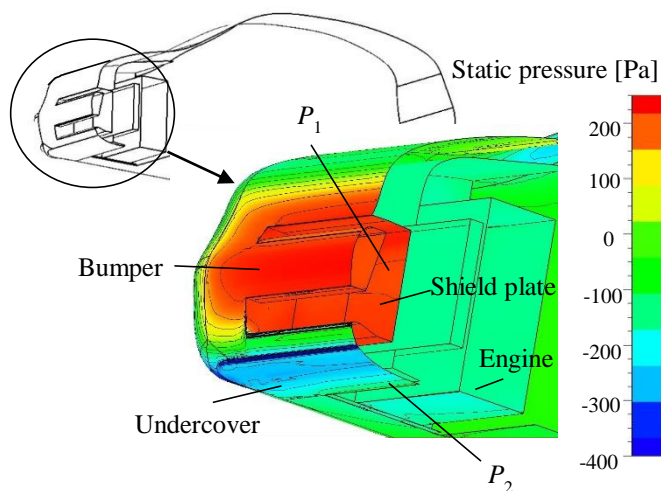 Static pressure [Pa]
P1
200
100
0
-100
-200
-300
-400
Bumper
Shield plate
Engine
Undercover
P2